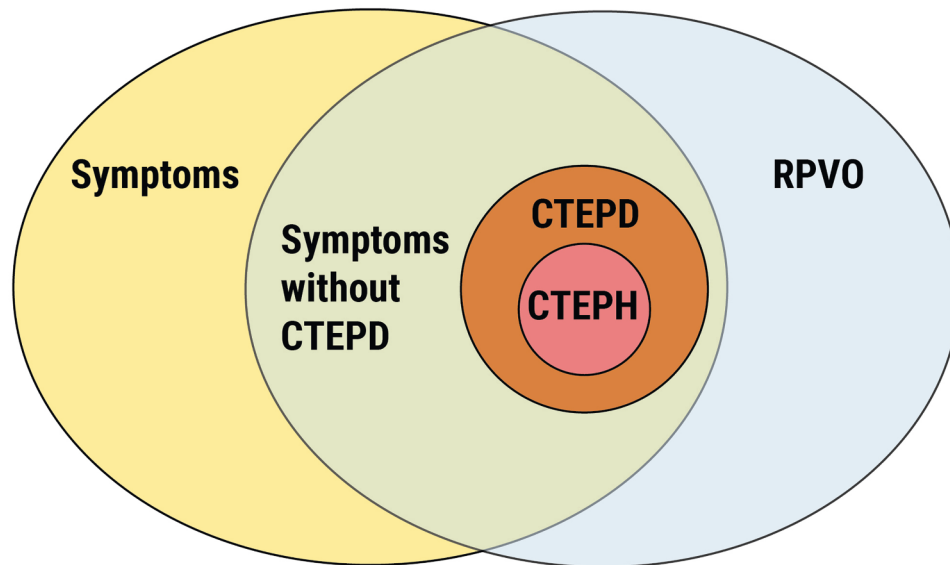 Symptoms
RPVO
Symptoms
without
CTEPD
CTEPD
CTEPH